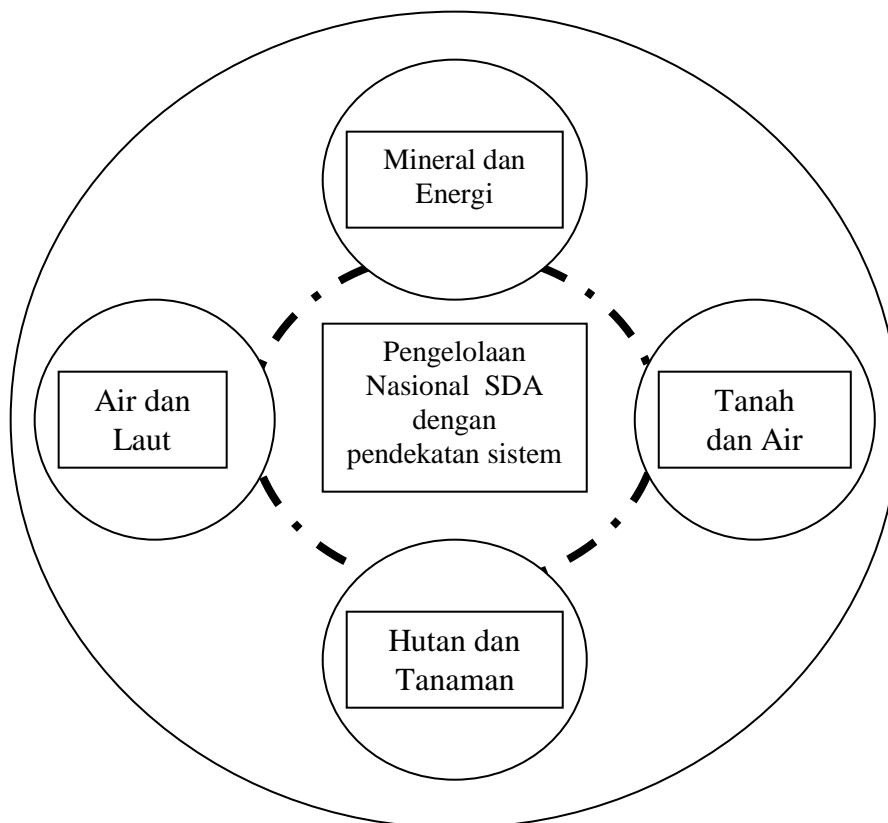 Mineral dan
Energi
Pengelolaan
Nasional SDA
dengan
pendekatan sistem
Air dan
Laut
Tanah
dan Air
Hutan dan
Tanaman